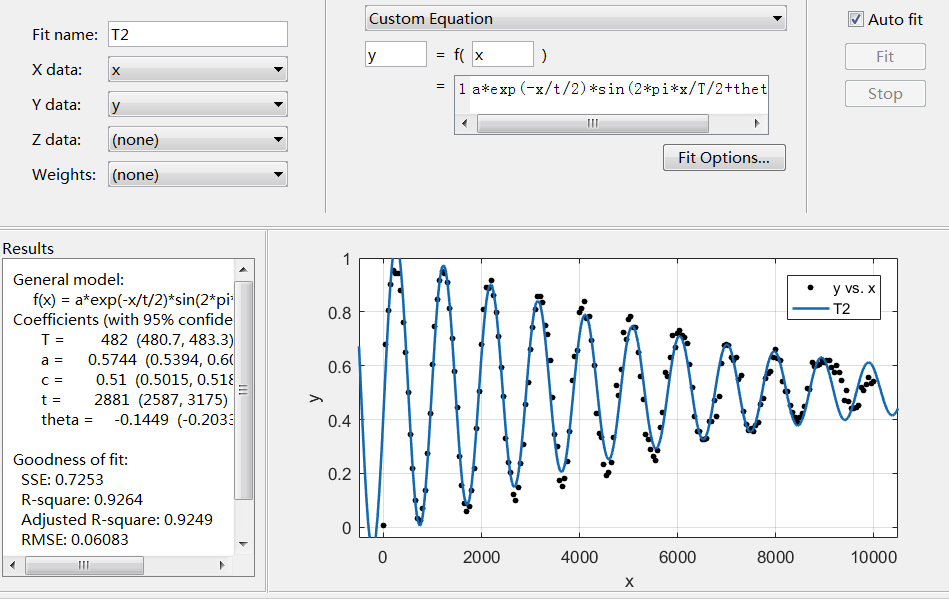 Fit name: T2
X data: x
Y data: y
Z data: (none)
Weights: (none)
Custom Equation
y = f( x )
= 1 a*exp(-x/t/2)*sin(2*pi*x/T/2+thet
Fit Options...
Auto fit
Fit
Stop
Results
General model:
f(x) = a*exp(-x/t/2)*sin(2*pi*
Coefficients (with 95% confide
T = 482 (480.7, 483.3)
a = 0.5744 (0.5394, 0.60
c = 0.51 (0.5015, 0.518
t = 2881 (2587, 3175)
theta = -0.1449 (-0.2033
Goodness of fit:
SSE: 0.7253
R-square: 0.9264
Adjusted R-square: 0.9249
RMSE: 0.06083
1
0.8
0.6
0.4
0.2
0
y
y vs. x
T2
0 2000 4000 6000 8000 10000
x